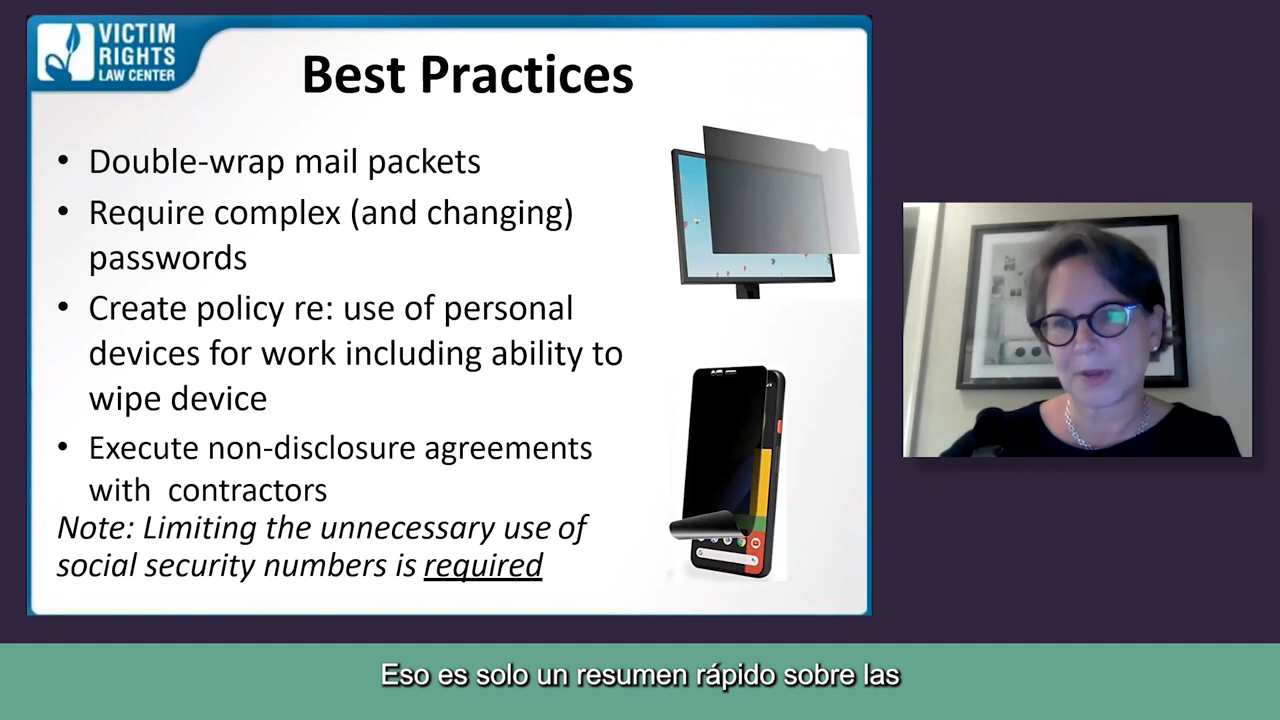 VICTIM
RIGHTS
LAW CENTER
Best Practices
• Double-wrap mail packets
• Require complex (and changing)
passwords
• Create policy re: use of personal
devices for work including ability to
wipe device
• Execute non-disclosure agreements
with contractors
Note: Limiting the unnecessary use of
social security numbers is required
Eso es solo un resumen rápido sobre las